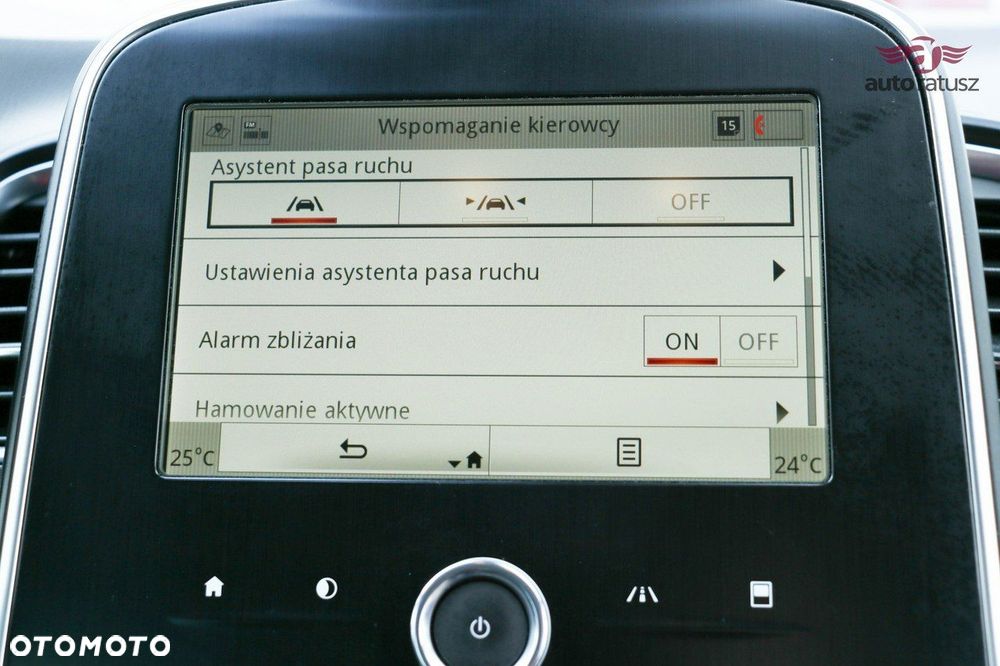 autoratusz
FM
Wspomaganie kierowcy
15
Asystent pasa ruchu
OFF
Ustawienia asystenta pasa ruchu
Alarm zbliżania
ON OFF
Hamowanie aktywne
25°C
24°C
OTOMOTO